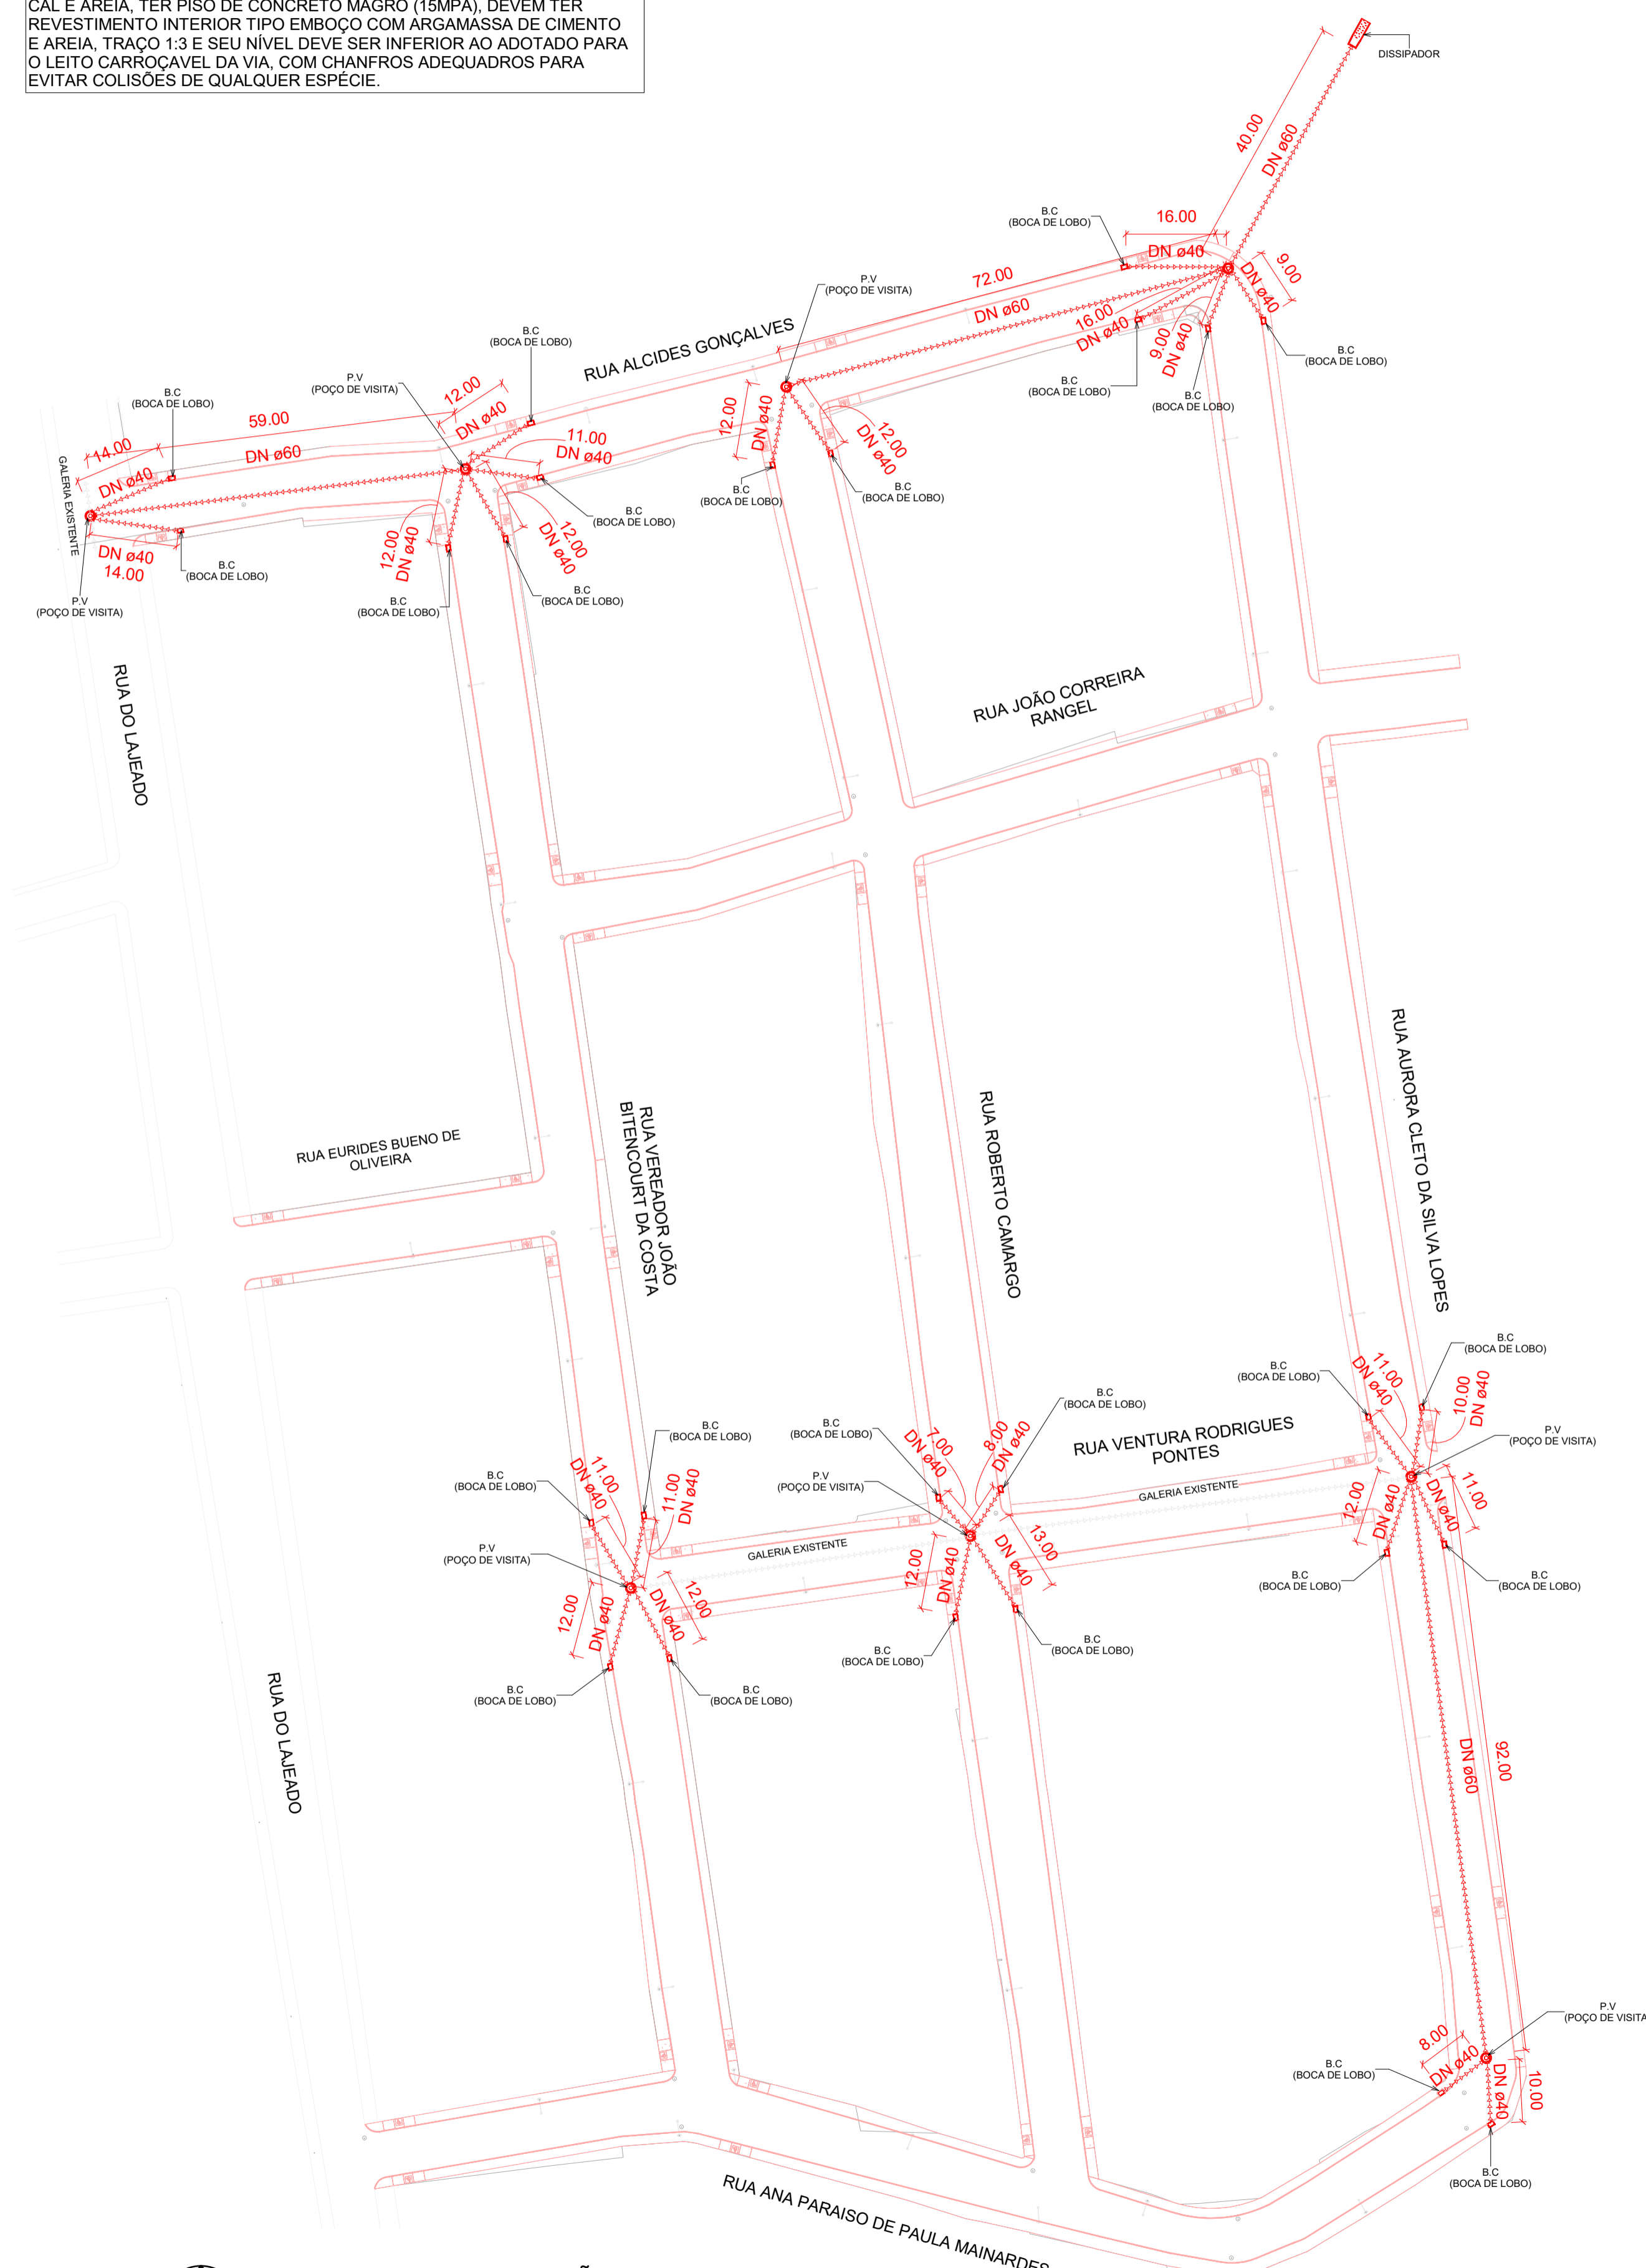 CAL E AREIA, TER PISO DE CONCRETO MAGRO (15MPA), DEVEM TER
REVESTIMENTO INTERIOR TIPO EMBOÇO COM ARGAMASSA DE CIMENTO
E AREIA, TRAÇO 1:3 E SEU NÍVEL DEVE SER INFERIOR AO ADOTADO PARA
O LEITO CARROÇAVEL DA VIA, COM CHANFROS ADEQUADROS PARA
EVITAR COLISÕES DE QUALQUER ESPÉCIE.
DISSIPADOR
40.00
DN ø60
B.C
(BOCA DE LOBO)
16.00
DN ø40
9.00
DN ø40
P.V
(POÇO DE VISITA)
72.00
DN ø60
16.00
DN ø40
9.00
DN ø40
B.C
(BOCA DE LOBO)
B.C
(BOCA DE LOBO)
B.C
(BOCA DE LOBO)
RUA ALCIDES GONÇALVES
B.C
(BOCA DE LOBO)
P.V
(POÇO DE VISITA)
12.00
DN ø40
B.C
(BOCA DE LOBO)
59.00
DN ø60
14.00
DN ø40
GALERIA EXISTENTE
11.00
DN ø40
12.00
DN ø40
12.00
DN ø40
B.C
(BOCA DE LOBO)
B.C
(BOCA DE LOBO)
B.C
(BOCA DE LOBO)
12.00
DN ø40
12.00
DN ø40
B.C
(BOCA DE LOBO)
B.C
(BOCA DE LOBO)
DN ø40
14.00
B.C
(BOCA DE LOBO)
P.V
(POÇO DE VISITA)
RUA DO LAJEADO
RUA JOÃO CORREIRA
RANGEL
RUA EURIDES BUENO DE
OLIVEIRA
RUA VEREADOR JOÃO
BITENCOURT DA COSTA
RUA ROBERTO CAMARGO
RUA AURORA CLETO DA SILVA LOPES
B.C
(BOCA DE LOBO)
B.C
(BOCA DE LOBO)
11.00
DN ø40
10.00
DN ø40
P.V
(POÇO DE VISITA)
RUA VENTURA RODRIGUES
PONTES
GALERIA EXISTENTE
12.00
DN ø40
11.00
DN ø40
B.C
(BOCA DE LOBO)
B.C
(BOCA DE LOBO)
B.C
(BOCA DE LOBO)
B.C
(BOCA DE LOBO)
7.00
DN ø40
8.00
DN ø40
P.V
(POÇO DE VISITA)
12.00
DN ø40
13.00
DN ø40
B.C
(BOCA DE LOBO)
B.C
(BOCA DE LOBO)
GALERIA EXISTENTE
B.C
(BOCA DE LOBO)
B.C
(BOCA DE LOBO)
11.00
DN ø40
11.00
DN ø40
P.V
(POÇO DE VISITA)
12.00
DN ø40
12.00
DN ø40
B.C
(BOCA DE LOBO)
B.C
(BOCA DE LOBO)
RUA DO LAJEADO
92.00
DN ø60
P.V
(POÇO DE VISITA
8.00
DN ø40
B.C
(BOCA DE LOBO)
10.00
DN ø40
B.C
(BOCA DE LOBO)
RUA ANA PARAISO DE PAULA MAINARDES